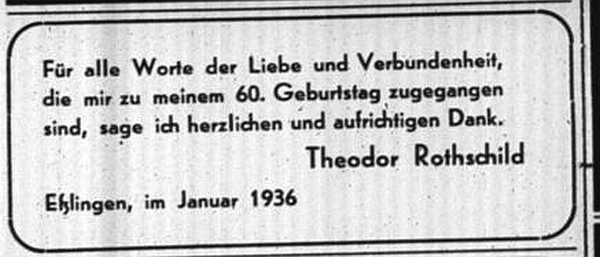 Für alle Worte der Liebe und Verbundenheit,
die mir zu meinem 60. Geburtstag zugegangen
sind, sage ich herzlichen und aufrichtigen Dank.
Theodor Rothschild
Eßlingen, im Januar 1936